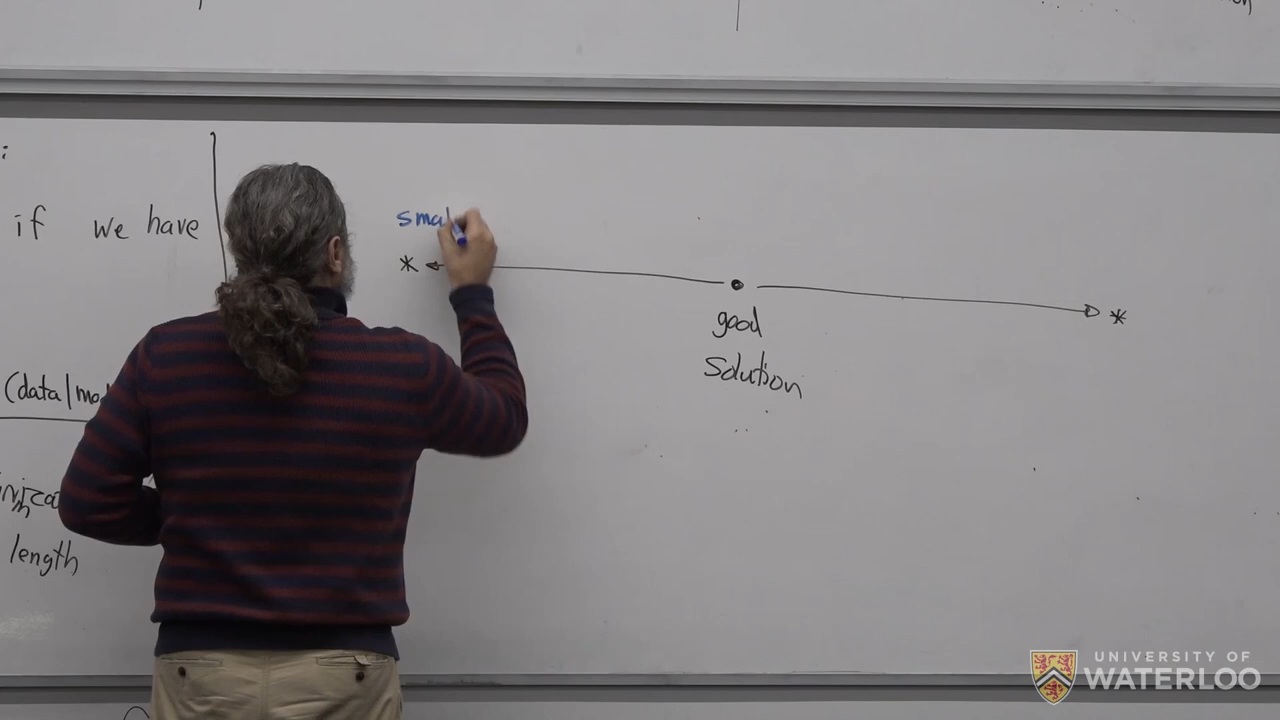 if we have
smal
*
*
good
solution
(data|mo
length
UNIVERSITY OF
WATERLOO